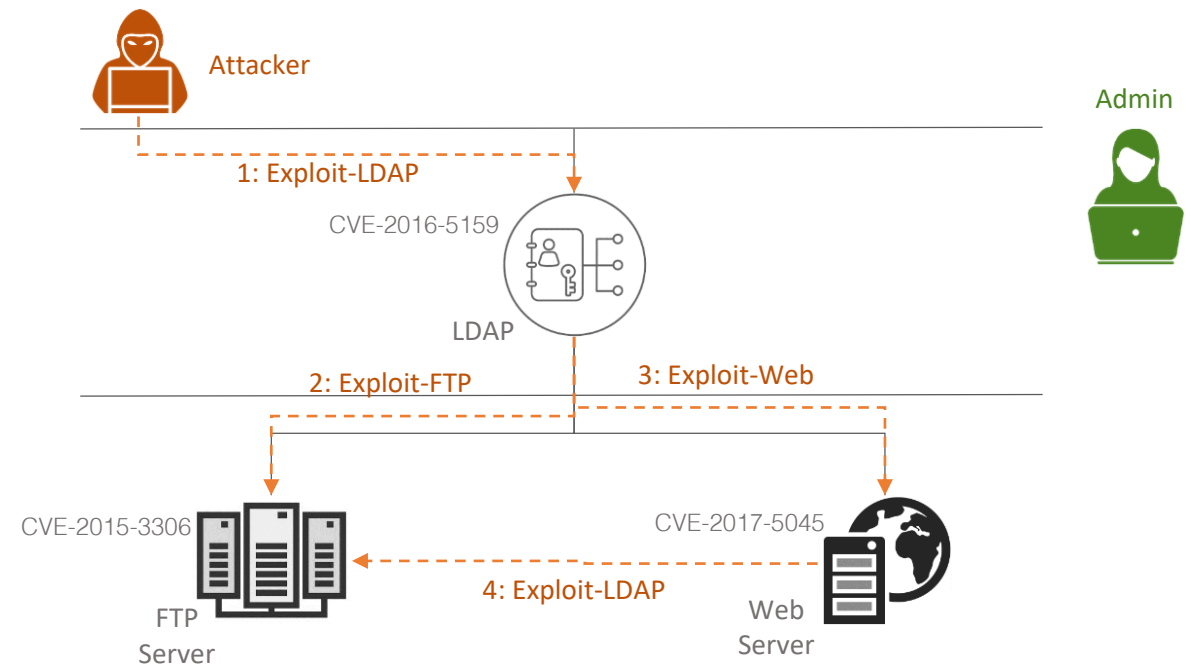 Attacker
Admin
1: Exploit-LDAP
CVE-2016-5159
LDAP
2: Exploit-FTP
3: Exploit-Web
CVE-2015-3306
CVE-2017-5045
4: Exploit-LDAP
FTP
Server
Web
Server